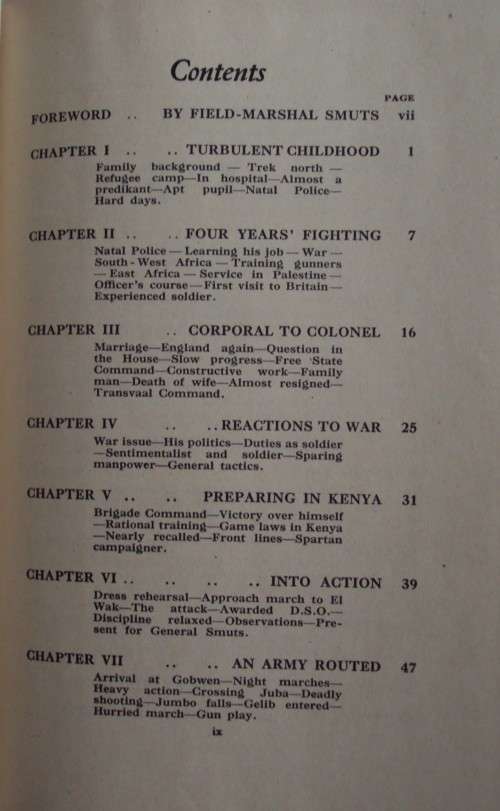 Contents
PAGE
FOREWORD .. BY FIELD-MARSHAL SMUTS vii
CHAPTER I .. .. TURBULENT CHILDHOOD 1
Family background — Trek north—
Refugee camp—In hospital—Almost a
predikant—Apt pupil—Natal Police—
Hard days.
CHAPTER II .. .. FOUR YEARS' FIGHTING 7
Natal Police — Learning his job — War —
South-West Africa — Training gunners
— East Africa — Service in Palestine—
Officer's course — First visit to Britain—
Experienced soldier.
CHAPTER III .. CORPORAL TO COLONEL 16
Marriage—England again—Question in
the House—Slow progress—Free State
Command—Constructive work—Family
man—Death of wife—Almost resigned—
Transvaal Command.
CHAPTER IV .. .. REACTIONS TO WAR 25
War issue—His politics—Duties as soldier
—Sentimentalist and soldier—Sparing
manpower—General tactics.
CHAPTER V .. .. PREPARING IN KENYA 31
Brigade Command—Victory over himself
—Rational training—Game laws in Kenya
—Nearly recalled—Front lines—Spartan
campaigner.
CHAPTER VI .. .. .. .. INTO ACTION 39
Dress rehearsal—Approach march to El
Wak—The attack—Awarded D.S.O.—
Discipline relaxed—Observations—Pre-
sent for General Smuts.
CHAPTER VII .. .. AN ARMY ROUTED 47
Arrival at Gobwen—Night marches—
Heavy action—Crossing Juba—Deadly
shooting—Jumbo falls—Gelib entered—
Hurried march—Gun play.
ix